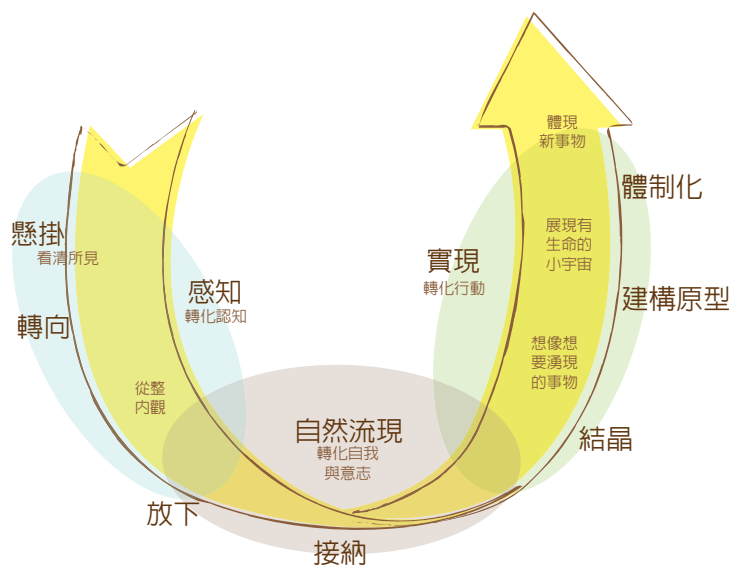 懸掛
看清所見
轉向
感知
轉化認知
從整
内觀
放下
自然流現
轉化自我
與意志
接納
實現
轉化行動
體現
新事物
展現有
生命的
小宇宙
想像想
要湧現
的事物
體制化
建構原型
結晶